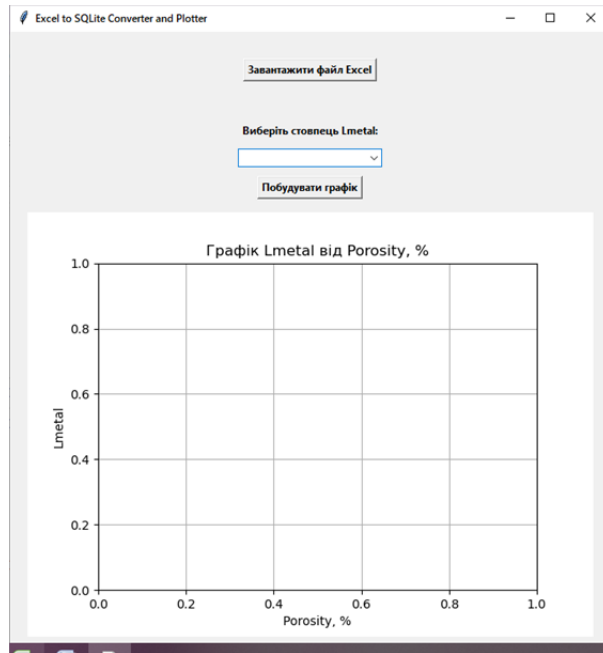 Excel to SQLite Converter and Plotter
Завантажити файл Excel
Виберіть стовпець Lmetal:
Побудувати графік
Графік Lmetal від Porosity, %
1.0
0.8
0.6
Lmetal
0.4
0.2
0.0
0.0 0.2 0.4 0.6 0.8 1.0
Porosity, %